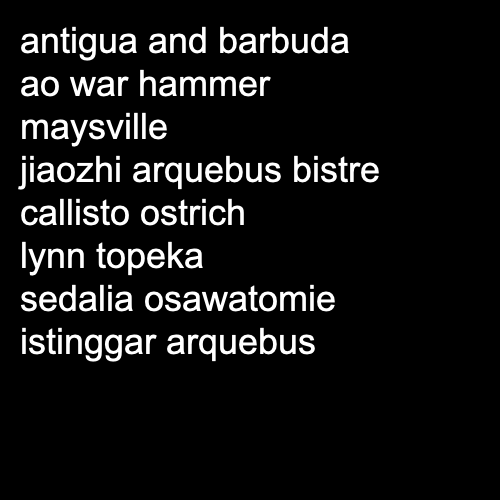 antigua and barbuda
ao war hammer
maysville
jiaozhi arquebus bistre
callisto ostrich
lynn topeka
sedalia osawatomie
istinggar arquebus